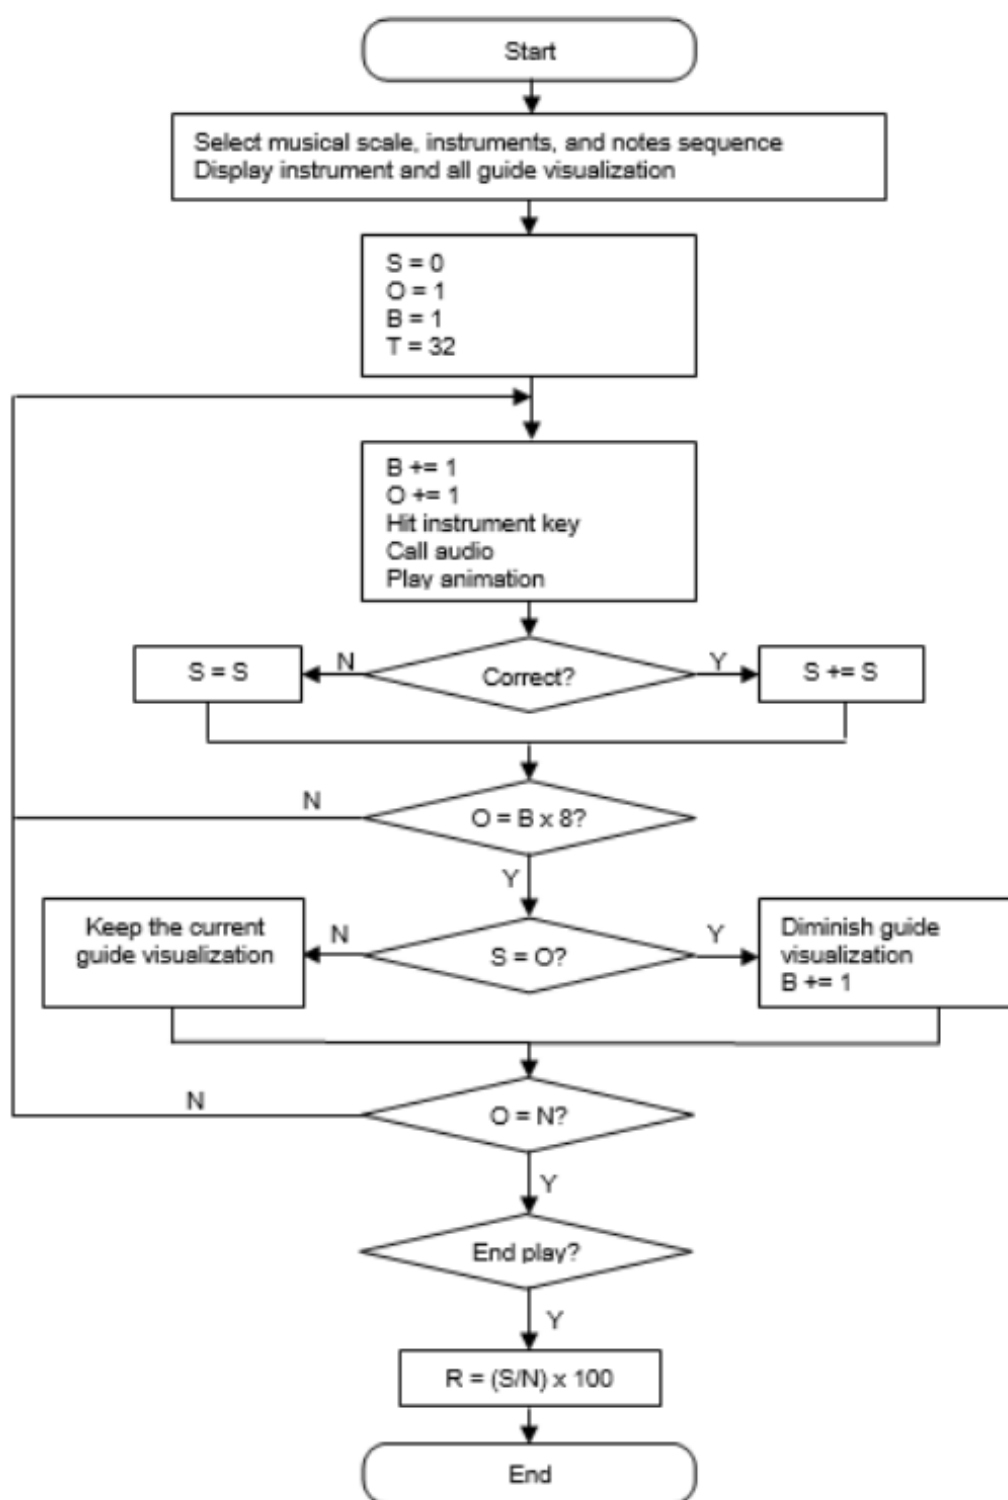 Start
Select musical scale, instruments, and notes sequence
Display instrument and all guide visualization
S = 0
O = 1
B = 1
T = 32
B += 1
O += 1
Hit instrument key
Call audio
Play animation
S = S
N
Correct?
Y
S += S
N
O = B x 8?
Y
Keep the current
guide visualization
N
S = O?
Y
Diminish guide
visualization
B += 1
N
O = N?
Y
End play?
Y
R = (S/N) x 100
End